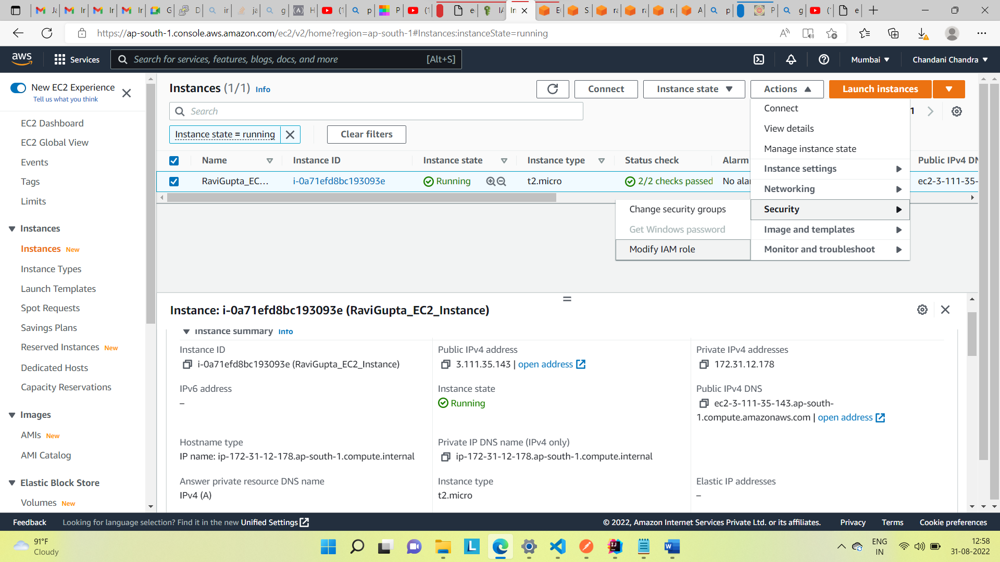 https://ap-south-1.console.aws.amazon.com/ec2/v2/home?region=ap-south-1#Instances:instanceState=running
aws
Services
Search for services, features, blogs, docs, and more
[Alt+S]
Mumbai
Chandani Chandra
New EC2 Experience
Tell us what you think
EC2 Dashboard
EC2 Global View
Events
Tags
Limits
Instances
Instances New
Instance Types
Launch Templates
Spot Requests
Savings Plans
Reserved Instances New
Dedicated Hosts
Capacity Reservations
Images
AMIs New
AMI Catalog
Elastic Block Store
Volumes New
Instances (1/1) Info
Connect
Instance state
Actions
Launch instances
Search
1
Instance state = running
Clear filters
Name
Instance ID
Instance state
Instance type
Status check
Alarm
Public IPv4 DN
RaviGupta_EC...
i-0a71efd8bc193093e
Running
t2.micro
2/2 checks passed
No alar
ec2-3-111-35-
Connect
View details
Manage instance state
Instance settings
Networking
Security
Image and templates
Monitor and troubleshoot
Change security groups
Get Windows password
Modify IAM role
Instance: i-0a71efd8bc193093e (RaviGupta_EC2_Instance)
Instance summary Info
Instance ID
i-0a71efd8bc193093e (RaviGupta_EC2_Instance)
Public IPv4 address
3.111.35.143 | open address
Private IPv4 addresses
172.31.12.178
IPv6 address
–
Instance state
Running
Public IPv4 DNS
ec2-3-111-35-143.ap-south-
1.compute.amazonaws.com | open address
Hostname type
IP name: ip-172-31-12-178.ap-south-1.compute.internal
Private IP DNS name (IPv4 only)
ip-172-31-12-178.ap-south-1.compute.internal
Answer private resource DNS name
IPv4 (A)
Instance type
t2.micro
Elastic IP addresses
–
Feedback
Looking for language selection? Find it in the new Unified Settings
© 2022, Amazon Internet Services Private Ltd. or its affiliates.
Privacy
Terms
Cookie preferences
91°F
Cloudy
ENG
IN
12:58
31-08-2022